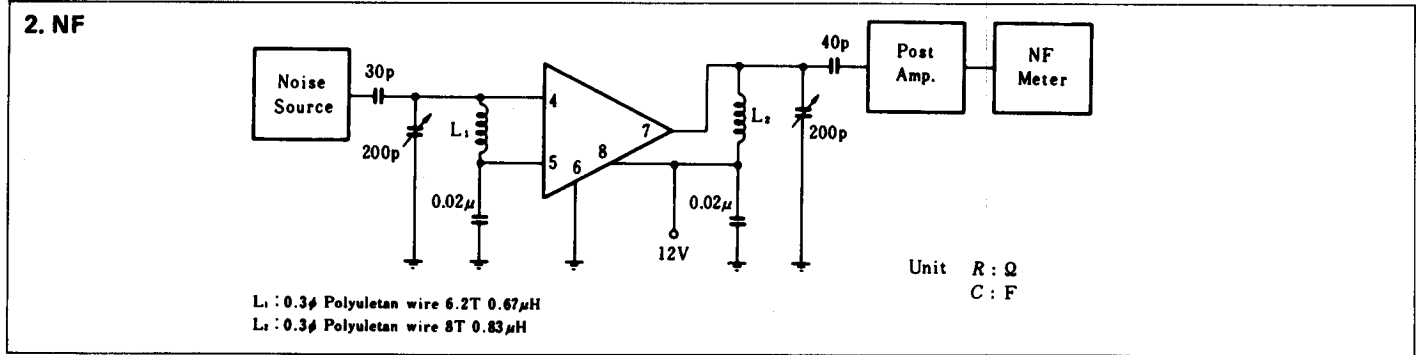 2. NF
Noise
Source
30p
200p
L₁
0.02μ
4
5
6
7
8
12V
L₂
0.02μ
200p
40p
Post
Amp.
NF
Meter
Unit R : Ω
C : F
L₁ : 0.3ϕ Polyuletan wire 6.2T 0.67μH
L₂ : 0.3ϕ Polyuletan wire 8T 0.83μH